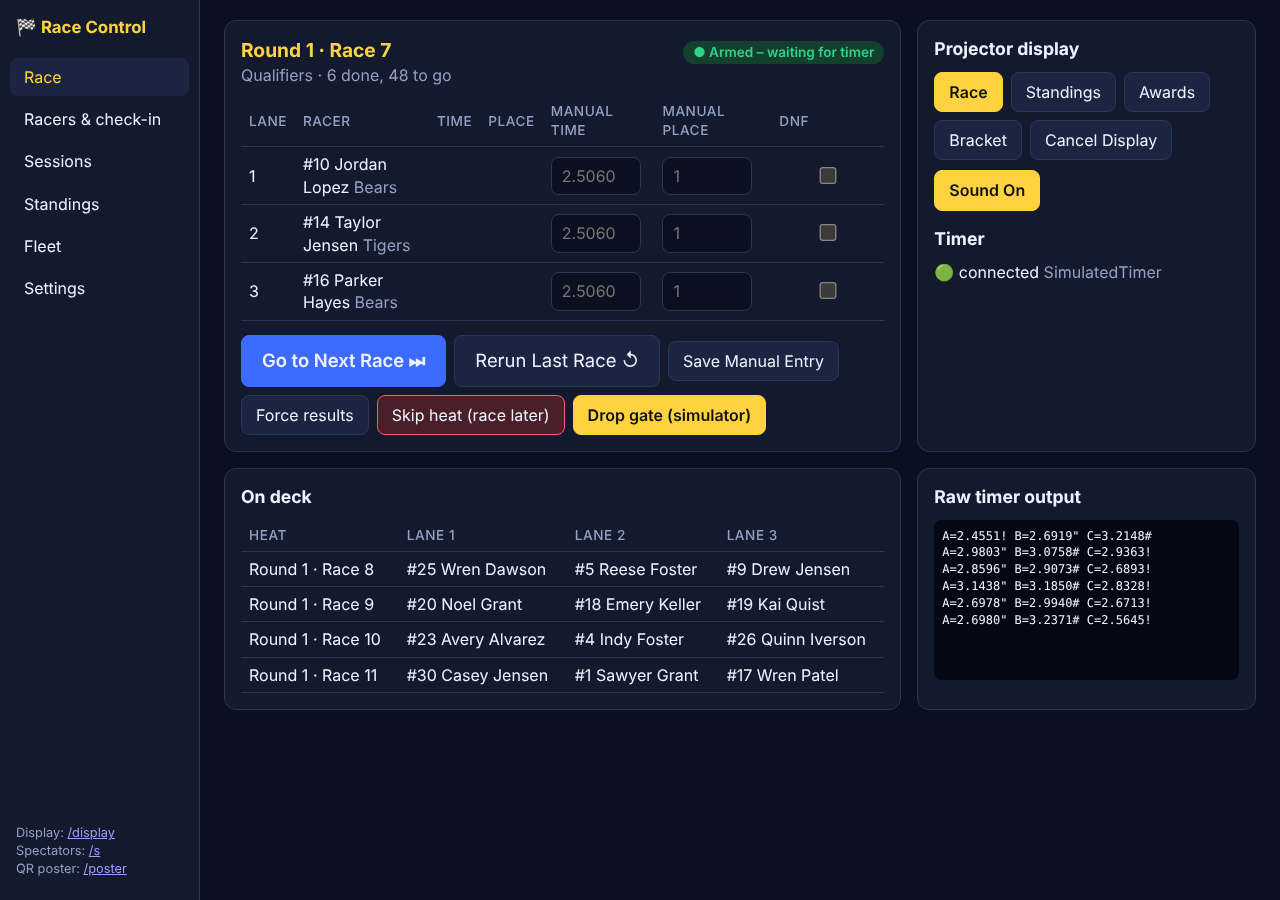 🏁 Race Control
Race
Racers & check-in
Sessions
Standings
Fleet
Settings
Display: /display
Spectators: /s
QR poster: /poster
Round 1 · Race 7
Armed – waiting for timer
Qualifiers · 6 done, 48 to go
LANE RACER TIME PLACE MANUAL TIME MANUAL PLACE DNF
1 #10 Jordan Lopez Bears 2.5060 1
2 #14 Taylor Jensen Tigers 2.5060 1
3 #16 Parker Hayes Bears 2.5060 1
Go to Next Race ⏭ Rerun Last Race ↺ Save Manual Entry
Force results Skip heat (race later) Drop gate (simulator)
Projector display
Race Standings Awards
Bracket Cancel Display
Sound On
Timer
🟢 connected SimulatedTimer
On deck
HEAT LANE 1 LANE 2 LANE 3
Round 1 · Race 8 #25 Wren Dawson #5 Reese Foster #9 Drew Jensen
Round 1 · Race 9 #20 Noel Grant #18 Emery Keller #19 Kai Quist
Round 1 · Race 10 #23 Avery Alvarez #4 Indy Foster #26 Quinn Iverson
Round 1 · Race 11 #30 Casey Jensen #1 Sawyer Grant #17 Wren Patel
Raw timer output
A=2.4551! B=2.6919" C=3.2148#
A=2.9803" B=3.0758# C=2.9363!
A=2.8596" B=2.9073# C=2.6893!
A=3.1438" B=3.1850# C=2.8328!
A=2.6978" B=2.9940# C=2.6713!
A=2.6980" B=3.2371# C=2.5645!